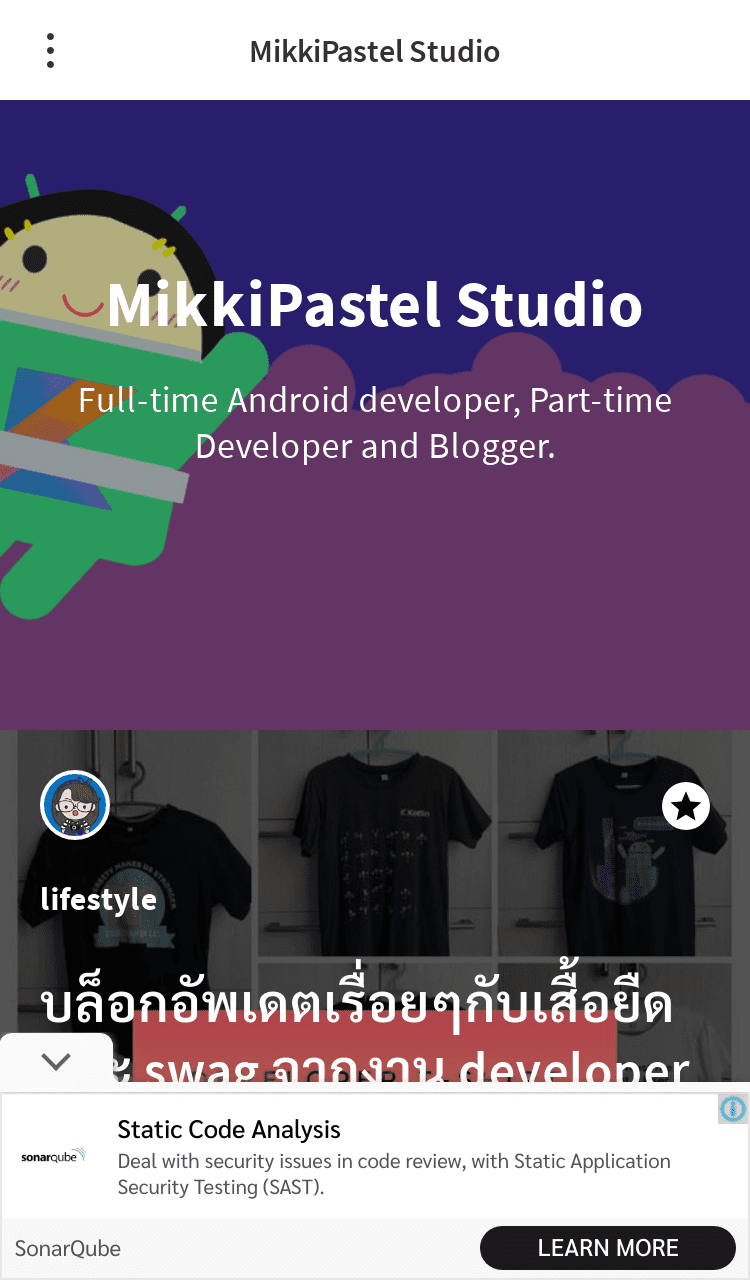 MikkiPastel Studio
MikkiPastel Studio
Full-time Android developer, Part-time
Developer and Blogger.
Kotlin
lifestyle
บล็อกอัพเดตเรื่อยๆกับเสื้อยืด
swag จากงาน developer
Static Code Analysis
sonarqube
Deal with security issues in code review, with Static Application
Security Testing (SAST).
SonarQube
LEARN MORE